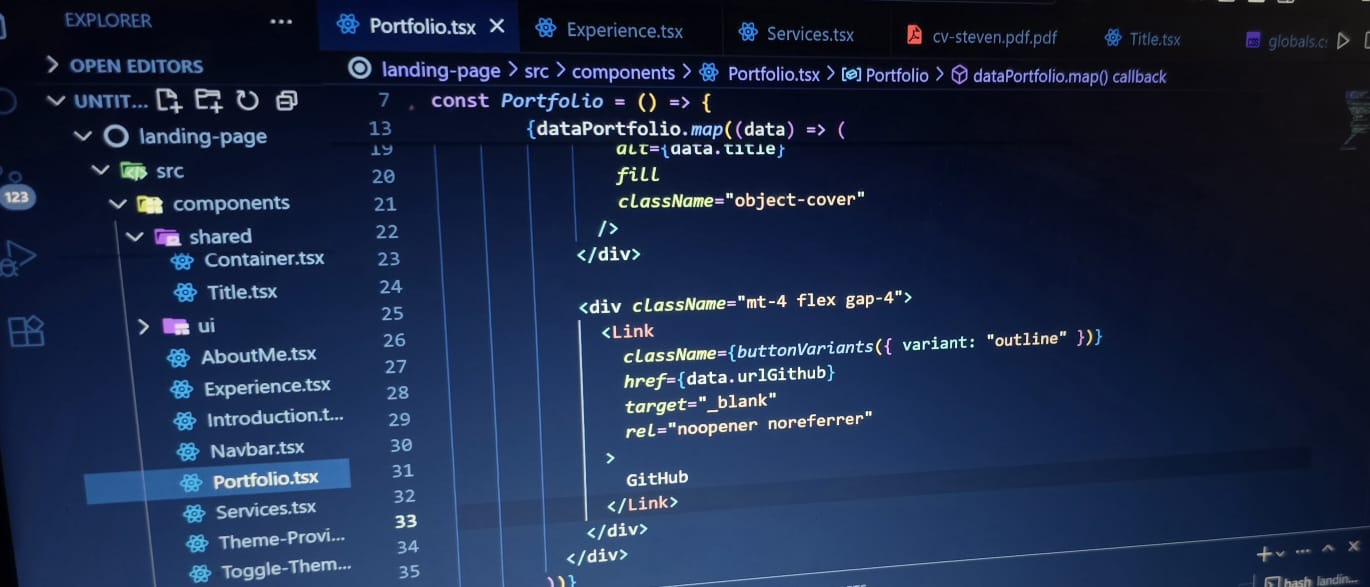 EXPLORER
OPEN EDITORS
UNTIT...
landing-page
src
components
shared
Container.tsx
Title.tsx
ui
AboutMe.tsx
Experience.tsx
Introduction.t...
Navbar.tsx
Portfolio.tsx
Services.tsx
Theme-Provi...
Toggle-Them...
123
Portfolio.tsx
Experience.tsx
Services.tsx
cv-steven.pdf.pdf
Title.tsx
globals.c
landing-page > src > components > Portfolio.tsx > Portfolio > dataPortfolio.map() callback
7 const Portfolio = () => {
13 {dataPortfolio.map((data) => (
19 alt={data.title}
20 fill
21 className="object-cover"
22 />
23 </div>
24
25 <div className="mt-4 flex gap-4">
26 <Link
27 className={buttonVariants({ variant: "outline" })}
28 href={data.urlGithub}
29 target="_blank"
30 rel="noopener noreferrer"
31 >
32 GitHub
33 </Link>
34 </div>
35 </div>
))}
bash landin...